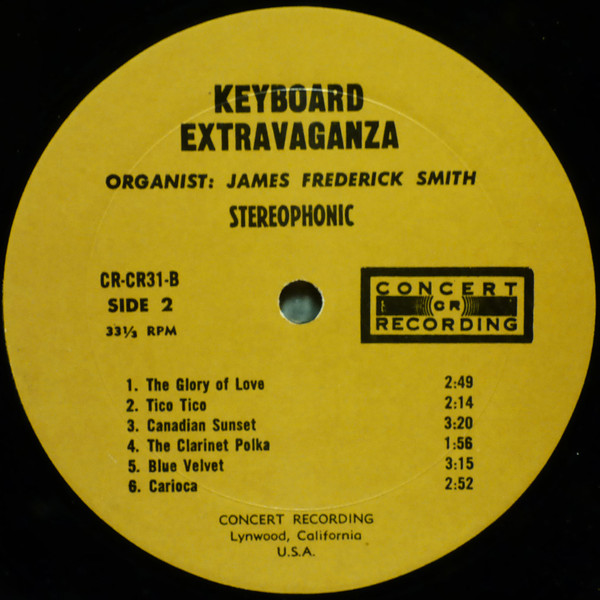 KEYBOARD
EXTRAVAGANZA
ORGANIST: JAMES FREDERICK SMITH
STEREOPHONIC
CR-CR31-B
SIDE 2
33⅓ RPM
CONCERT
CR
RECORDING
1. The Glory of Love 2:49
2. Tico Tico 2:14
3. Canadian Sunset 3:20
4. The Clarinet Polka 1:56
5. Blue Velvet 3:15
6. Carioca 2:52
CONCERT RECORDING
Lynwood, California
U.S.A.